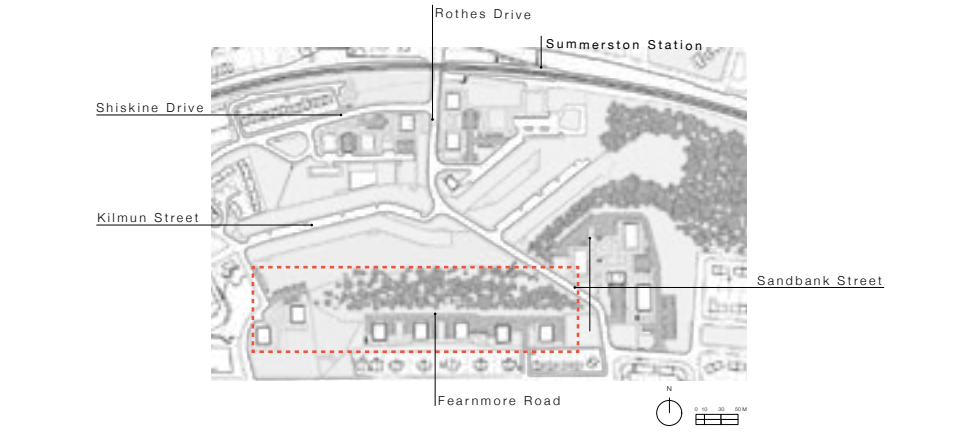 Rothes Drive
Summerston Station
Shiskine Drive
Kilmun Street
Sandbank Street
Fearnmore Road
N
0 10 30 50 M